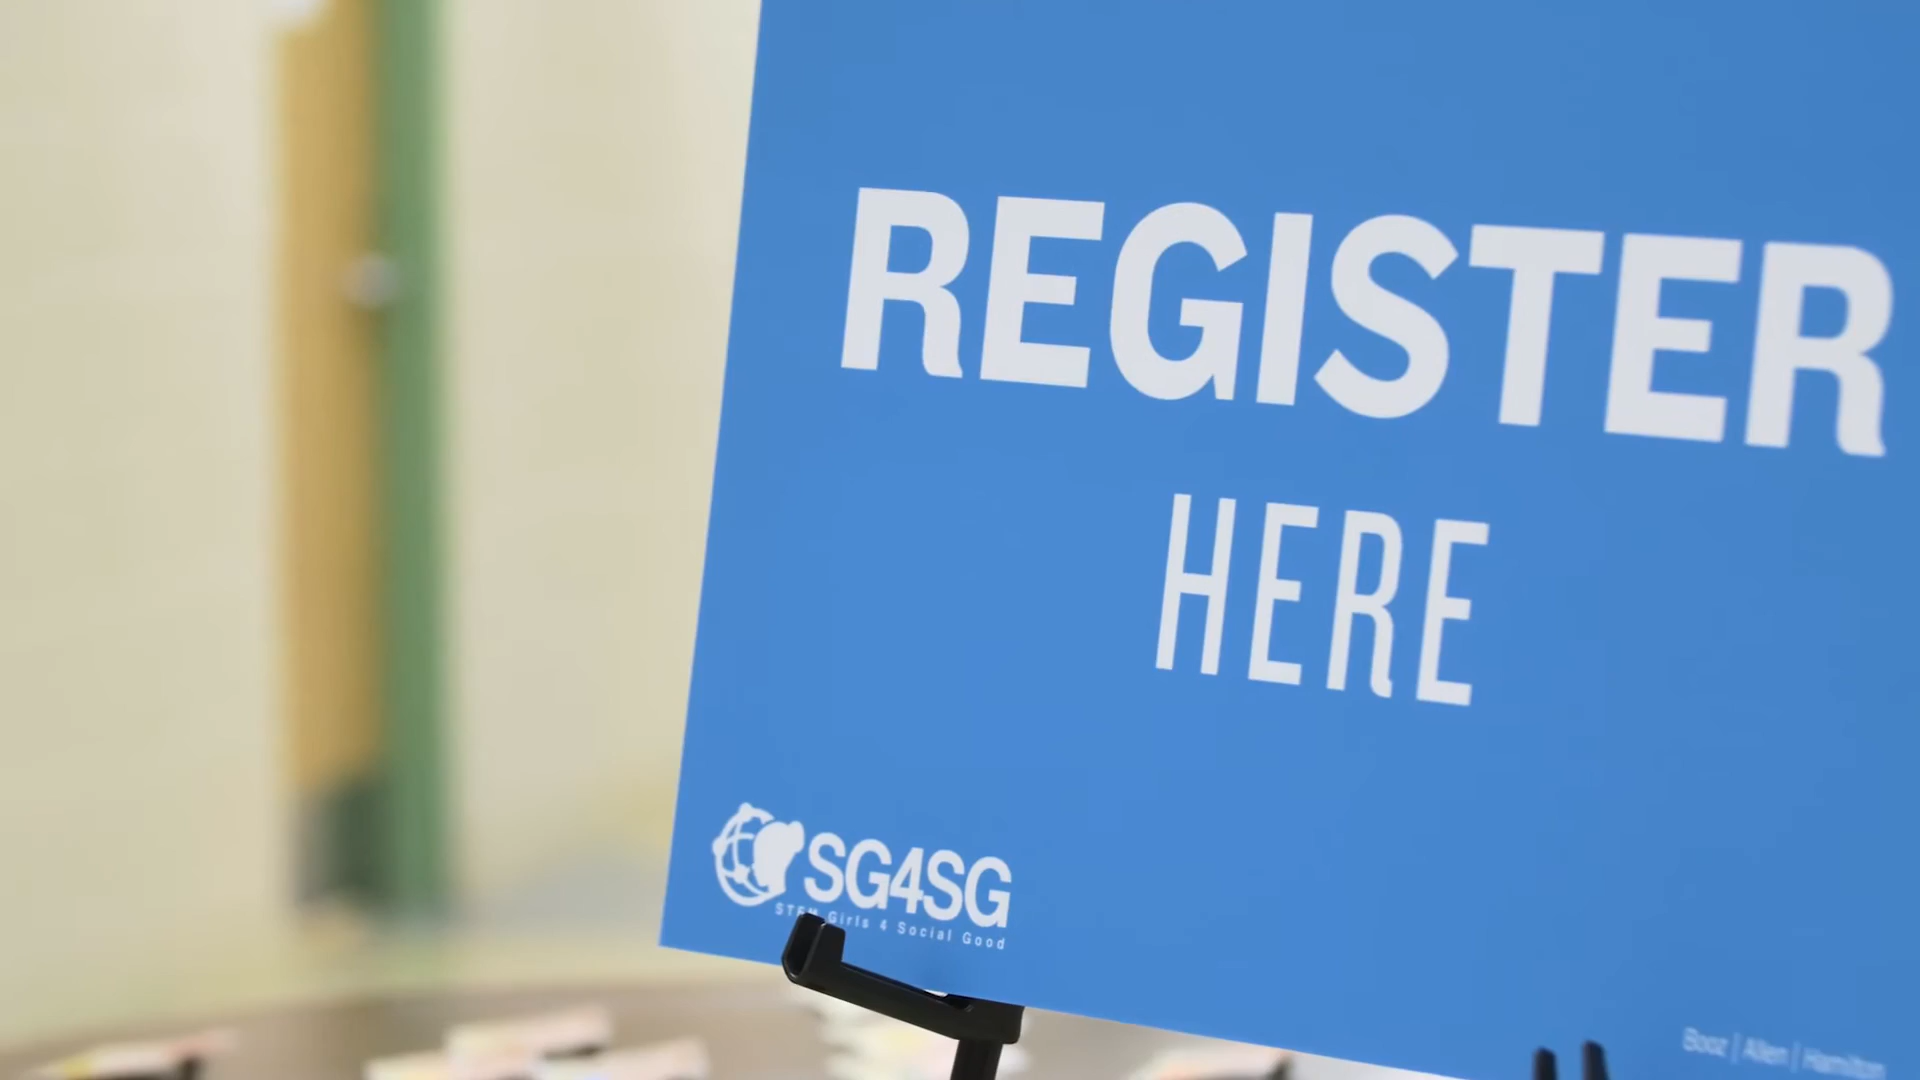 REGISTER
HERE
SG4SG
STEM Girls 4 Social Good
Booz | Allen | Hamilton